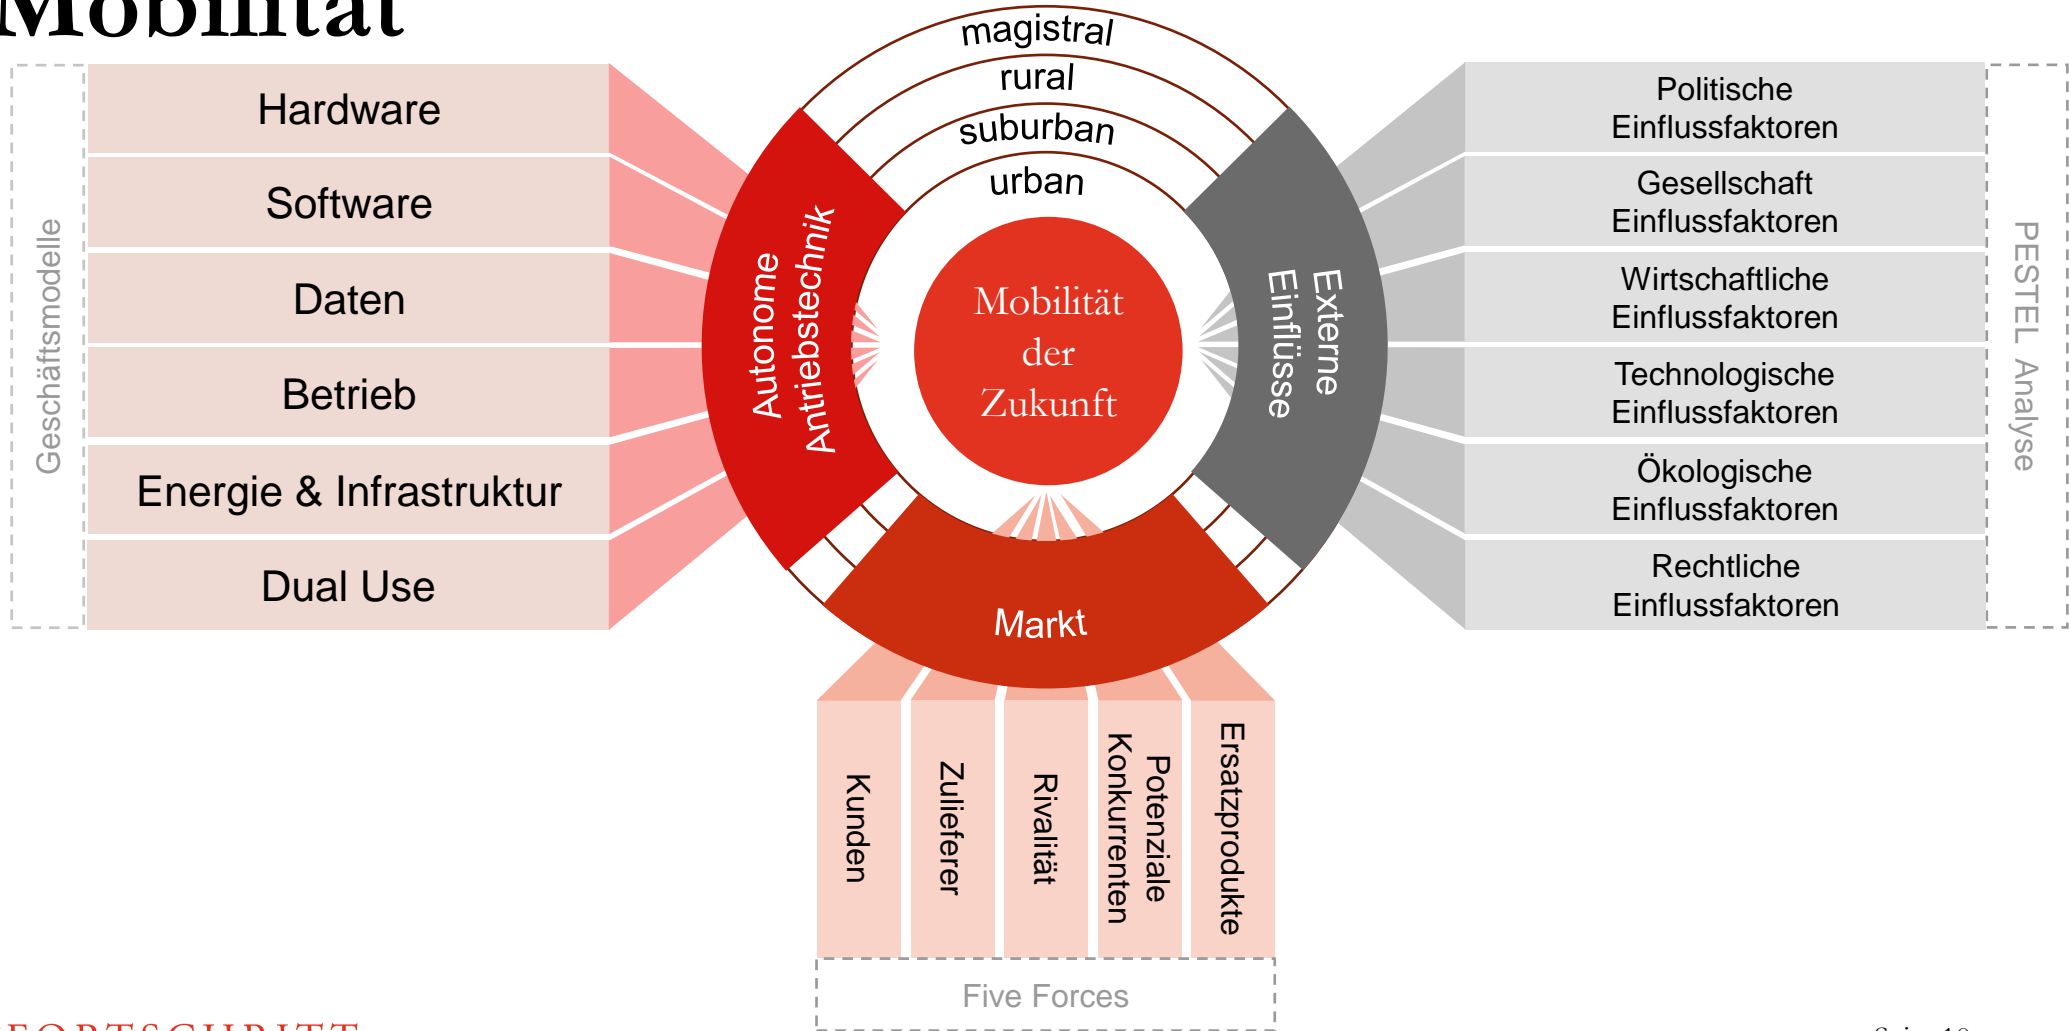 Mobilität
magistral
rural
suburban
urban
Mobilität
der
Zukunft
Autonome
Antriebstechnik
Externe
Einflüsse
Markt
Geschäftsmodelle
Hardware
Software
Daten
Betrieb
Energie & Infrastruktur
Dual Use
Politische
Einflussfaktoren
Gesellschaft
Einflussfaktoren
Wirtschaftliche
Einflussfaktoren
Technologische
Einflussfaktoren
Ökologische
Einflussfaktoren
Rechtliche
Einflussfaktoren
PESTEL Analyse
Kunden
Zulieferer
Rivalität
Potenziale
Konkurrenten
Ersatzprodukte
Five Forces
FORTSCHRITT